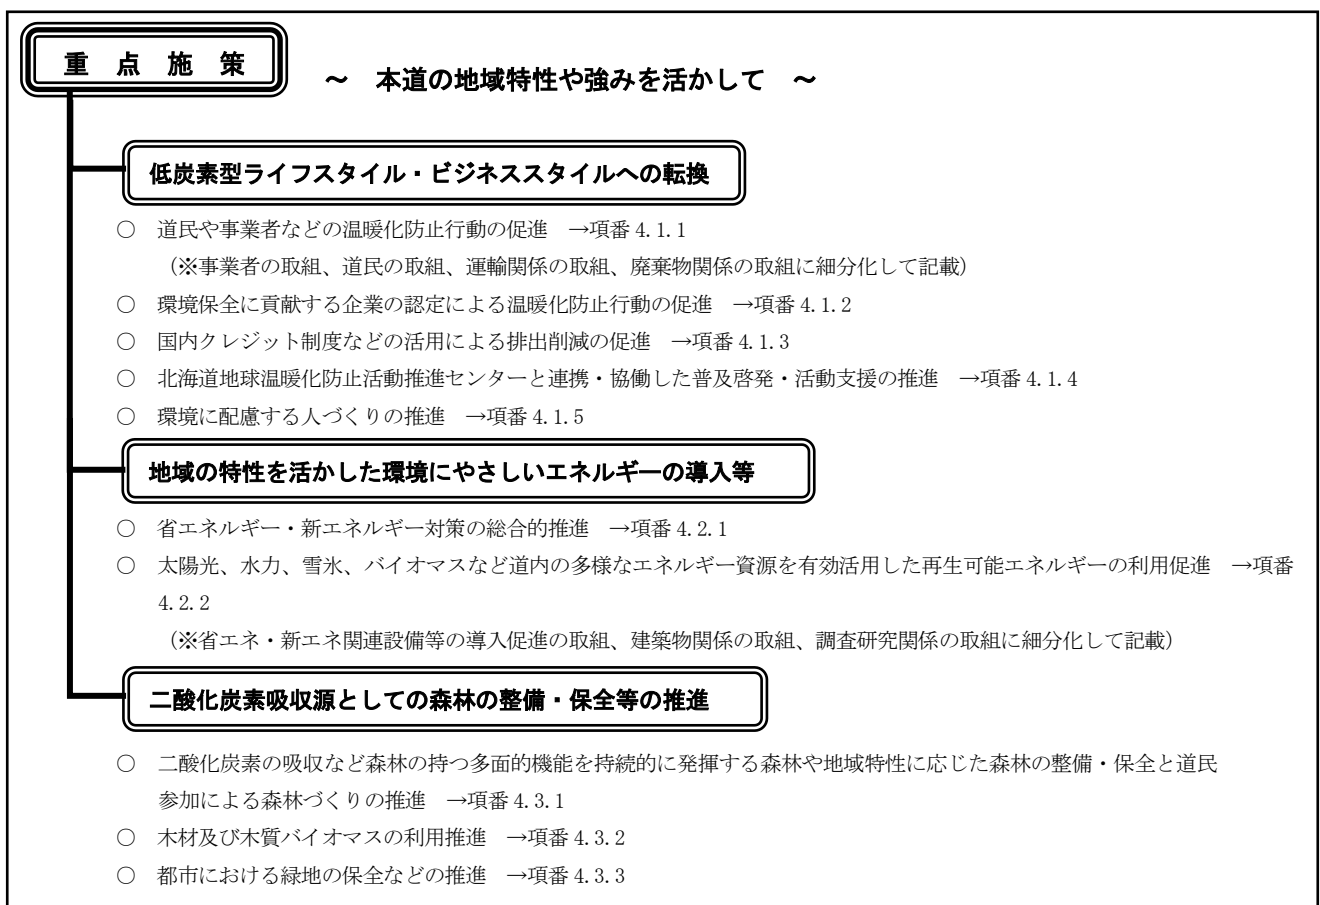 重 点 施 策
～ 本道の地域特性や強みを活かして ～
低炭素型ライフスタイル・ビジネススタイルへの転換
○ 道民や事業者などの温暖化防止行動の促進 →項番 4.1.1
（※事業者の取組、道民の取組、運輸関係の取組、廃棄物関係の取組に細分化して記載）
○ 環境保全に貢献する企業の認定による温暖化防止行動の促進 →項番 4.1.2
○ 国内クレジット制度などの活用による排出削減の促進 →項番 4.1.3
○ 北海道地球温暖化防止活動推進センターと連携・協働した普及啓発・活動支援の推進 →項番 4.1.4
○ 環境に配慮する人づくりの推進 →項番 4.1.5
地域の特性を活かした環境にやさしいエネルギーの導入等
○ 省エネルギー・新エネルギー対策の総合的推進 →項番 4.2.1
○ 太陽光、水力、雪氷、バイオマスなど道内の多様なエネルギー資源を有効活用した再生可能エネルギーの利用促進 →項番
4.2.2
（※省エネ・新エネ関連設備等の導入促進の取組、建築物関係の取組、調査研究関係の取組に細分化して記載）
二酸化炭素吸収源としての森林の整備・保全等の推進
○ 二酸化炭素の吸収など森林の持つ多面的機能を持続的に発揮する森林や地域特性に応じた森林の整備・保全と道民
参加による森林づくりの推進 →項番 4.3.1
○ 木材及び木質バイオマスの利用推進 →項番 4.3.2
○ 都市における緑地の保全などの推進 →項番 4.3.3